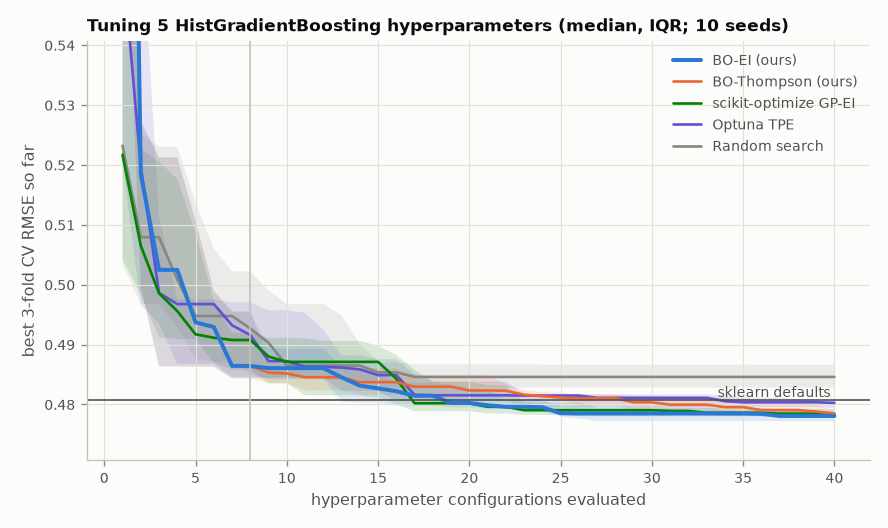 Tuning 5 HistGradientBoosting hyperparameters (median, IQR; 10 seeds)
0.54
0.53
0.52
0.51
0.50
0.49
0.48
best 3-fold CV RMSE so far
BO-EI (ours)
BO-Thompson (ours)
scikit-optimize GP-EI
Optuna TPE
Random search
sklearn defaults
0 5 10 15 20 25 30 35 40
hyperparameter configurations evaluated